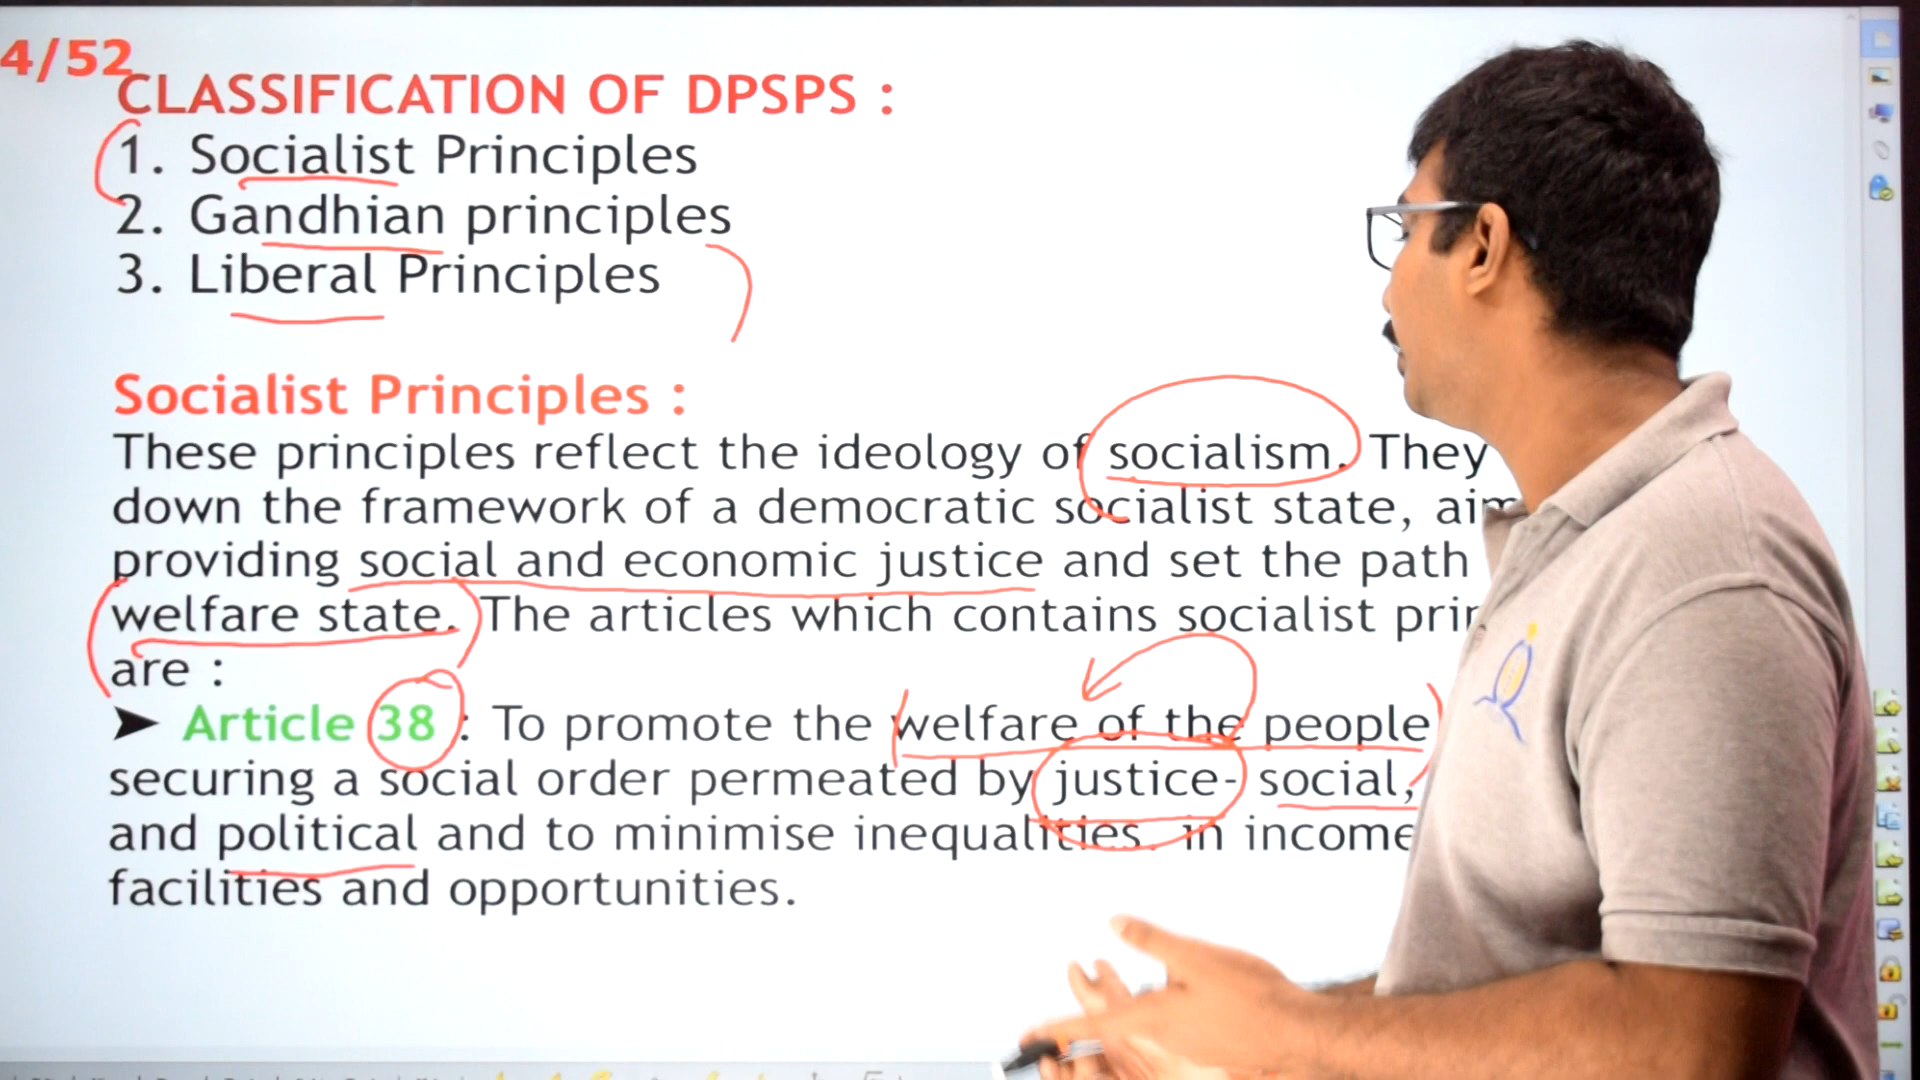 4/52
CLASSIFICATION OF DPSPS :
1. Socialist Principles
2. Gandhian principles
3. Liberal Principles
Socialist Principles :
These principles reflect the ideology of socialism. They
down the framework of a democratic socialist state,
providing social and economic justice and set the path
welfare state. The articles which contains socialist
are :
➤ Article 38 : To promote the welfare of the people
securing a social order permeated by justice- social,
and political and to minimise inequalities. in income
facilities and opportunities.